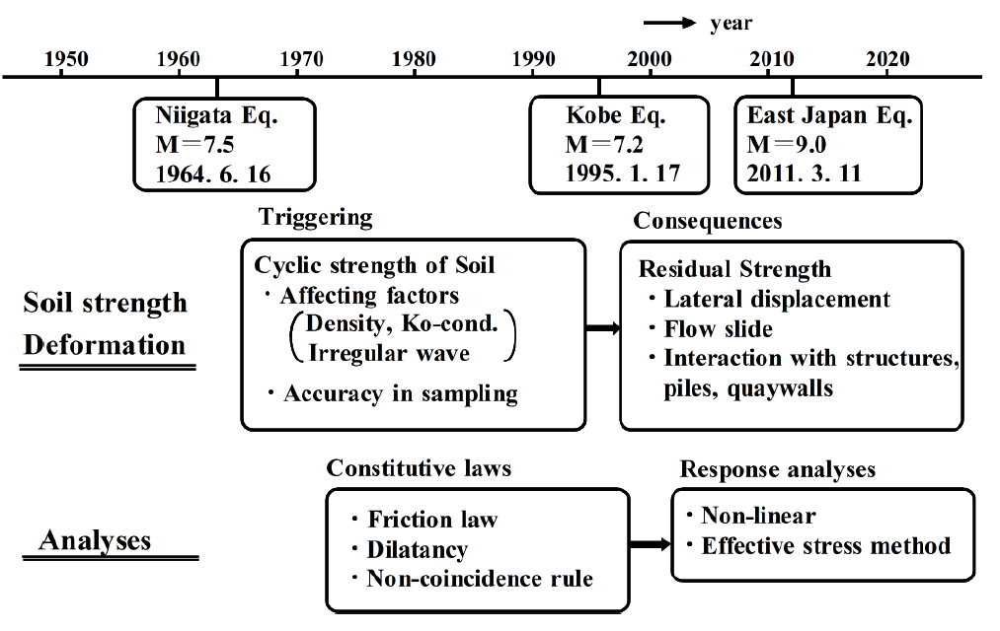 year
1950 1960 1970 1980 1990 2000 2010 2020
Niigata Eq.
M=7.5
1964. 6. 16
Kobe Eq.
M=7.2
1995. 1. 17
East Japan Eq.
M=9.0
2011. 3. 11
Soil strength
Deformation
Triggering
Cyclic strength of Soil
・Affecting factors
(Density, Ko-cond.
Irregular wave)
・Accuracy in sampling
Consequences
Residual Strength
・Lateral displacement
・Flow slide
・Interaction with structures,
piles, quaywalls
Analyses
Constitutive laws
・Friction law
・Dilatancy
・Non-coincidence rule
Response analyses
・Non-linear
・Effective stress method